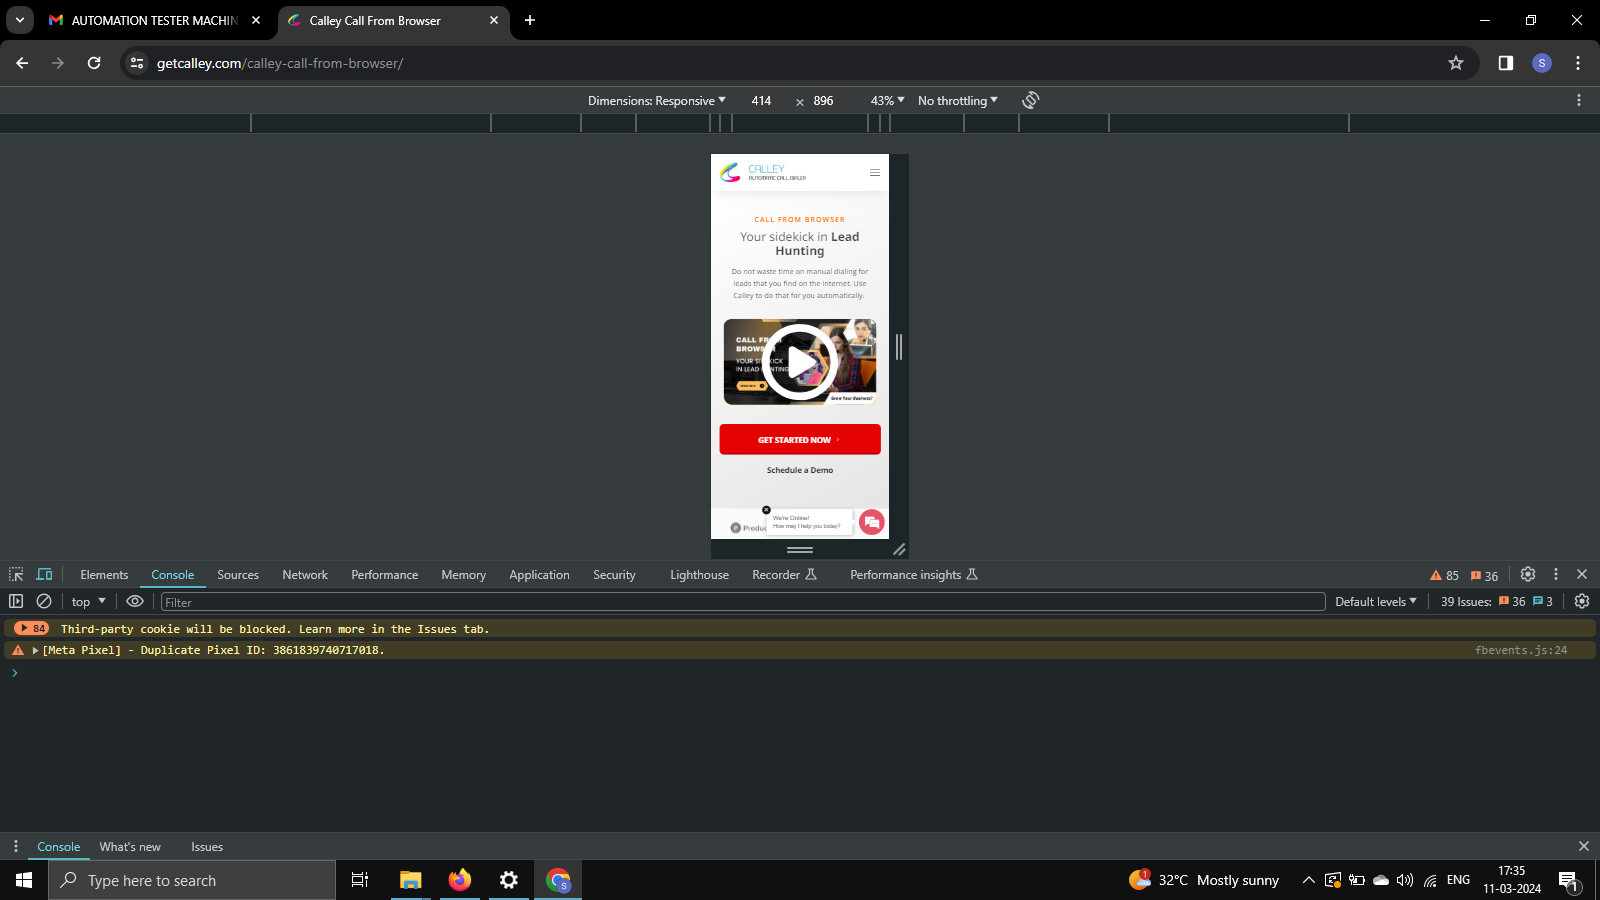 AUTOMATION TESTER MACHIN
Calley Call From Browser
getcalley.com/calley-call-from-browser/
S
Dimensions: Responsive 414 × 896 43% No throttling
CALLEY
AUTOMATIC CALL DIALER
CALL FROM BROWSER
Your sidekick in Lead
Hunting
Do not waste time on manual dialing for
leads that you find on the internet. Use
Calley to do that for you automatically.
CALL FR
BROWS R
YOUR SI KICK
IN LEAD UNTING
Grow Your Business?
GET STARTED NOW ›
Schedule a Demo
We're Online!
How may I help you today?
P Produc
Elements Console Sources Network Performance Memory Application Security Lighthouse Recorder Performance insights 85 36
top Filter Default levels 39 Issues: 36 3
84 Third-party cookie will be blocked. Learn more in the Issues tab.
[Meta Pixel] - Duplicate Pixel ID: 3861839740717018. fbevents.js:24
Console What's new Issues
Type here to search
S
1 32°C Mostly sunny
ENG
17:35
11-03-2024
1